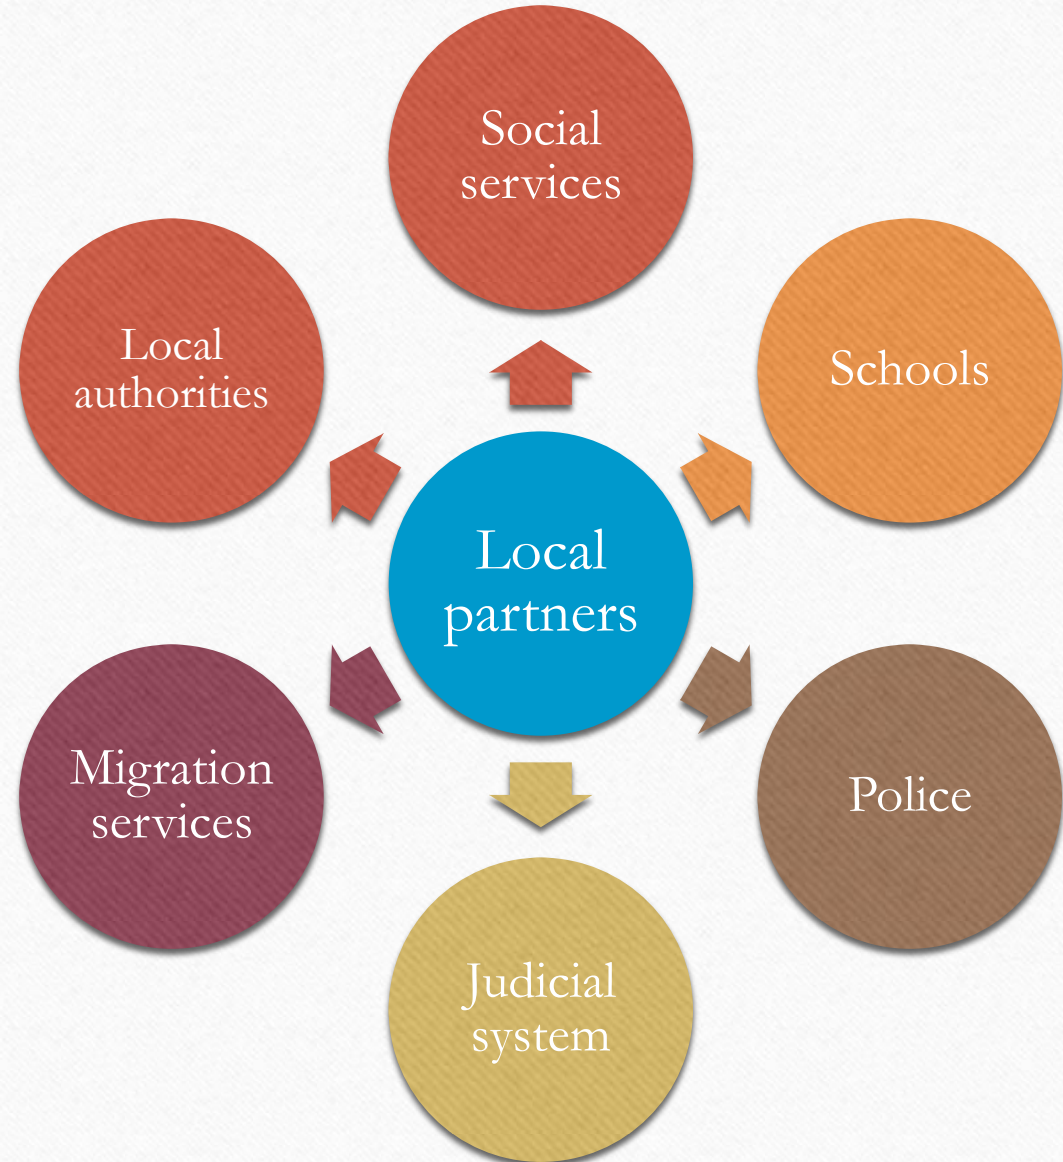 Social
services
Local
authorities
Schools
Local
partners
Migration
services
Police
Judicial
system